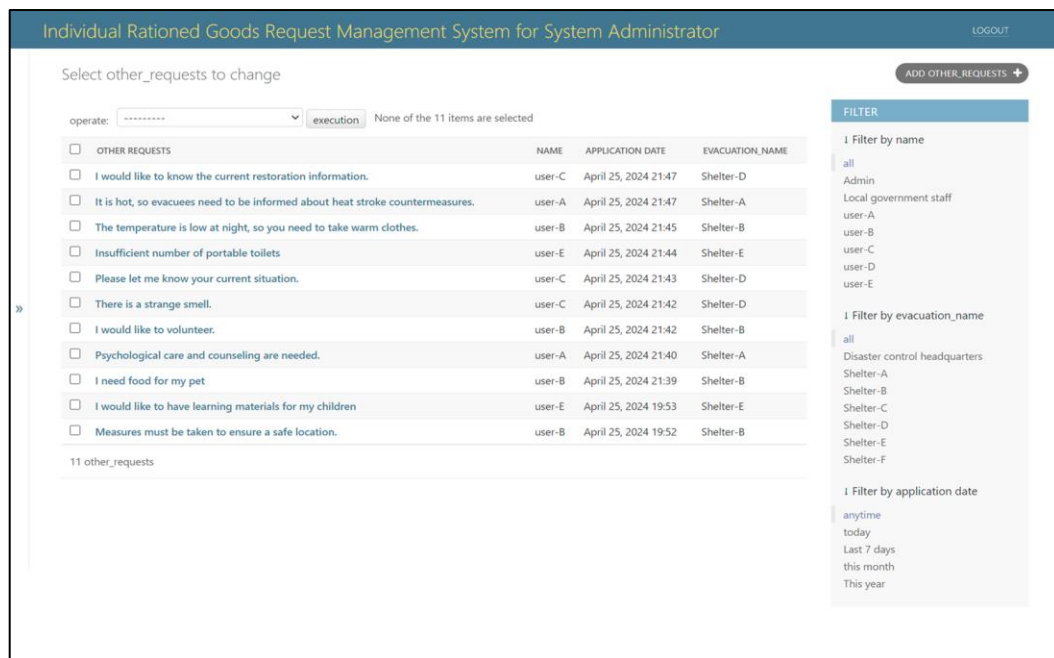 Individual Rationed Goods Request Management System for System Administrator
LOGOUT
Select other_requests to change
ADD OTHER_REQUESTS +
operate: --------- execution None of the 11 items are selected
OTHER REQUESTS NAME APPLICATION DATE EVACUATION_NAME
I would like to know the current restoration information. user-C April 25, 2024 21:47 Shelter-D
It is hot, so evacuees need to be informed about heat stroke countermeasures. user-A April 25, 2024 21:47 Shelter-A
The temperature is low at night, so you need to take warm clothes. user-B April 25, 2024 21:45 Shelter-B
Insufficient number of portable toilets user-E April 25, 2024 21:44 Shelter-E
Please let me know your current situation. user-C April 25, 2024 21:43 Shelter-D
There is a strange smell. user-C April 25, 2024 21:42 Shelter-D
I would like to volunteer. user-B April 25, 2024 21:42 Shelter-B
Psychological care and counseling are needed. user-A April 25, 2024 21:40 Shelter-A
I need food for my pet user-B April 25, 2024 21:39 Shelter-B
I would like to have learning materials for my children user-E April 25, 2024 19:53 Shelter-E
Measures must be taken to ensure a safe location. user-B April 25, 2024 19:52 Shelter-B
11 other_requests
»
FILTER
↓ Filter by name
all
Admin
Local government staff
user-A
user-B
user-C
user-D
user-E
↓ Filter by evacuation_name
all
Disaster control headquarters
Shelter-A
Shelter-B
Shelter-C
Shelter-D
Shelter-E
Shelter-F
↓ Filter by application date
anytime
today
Last 7 days
this month
This year